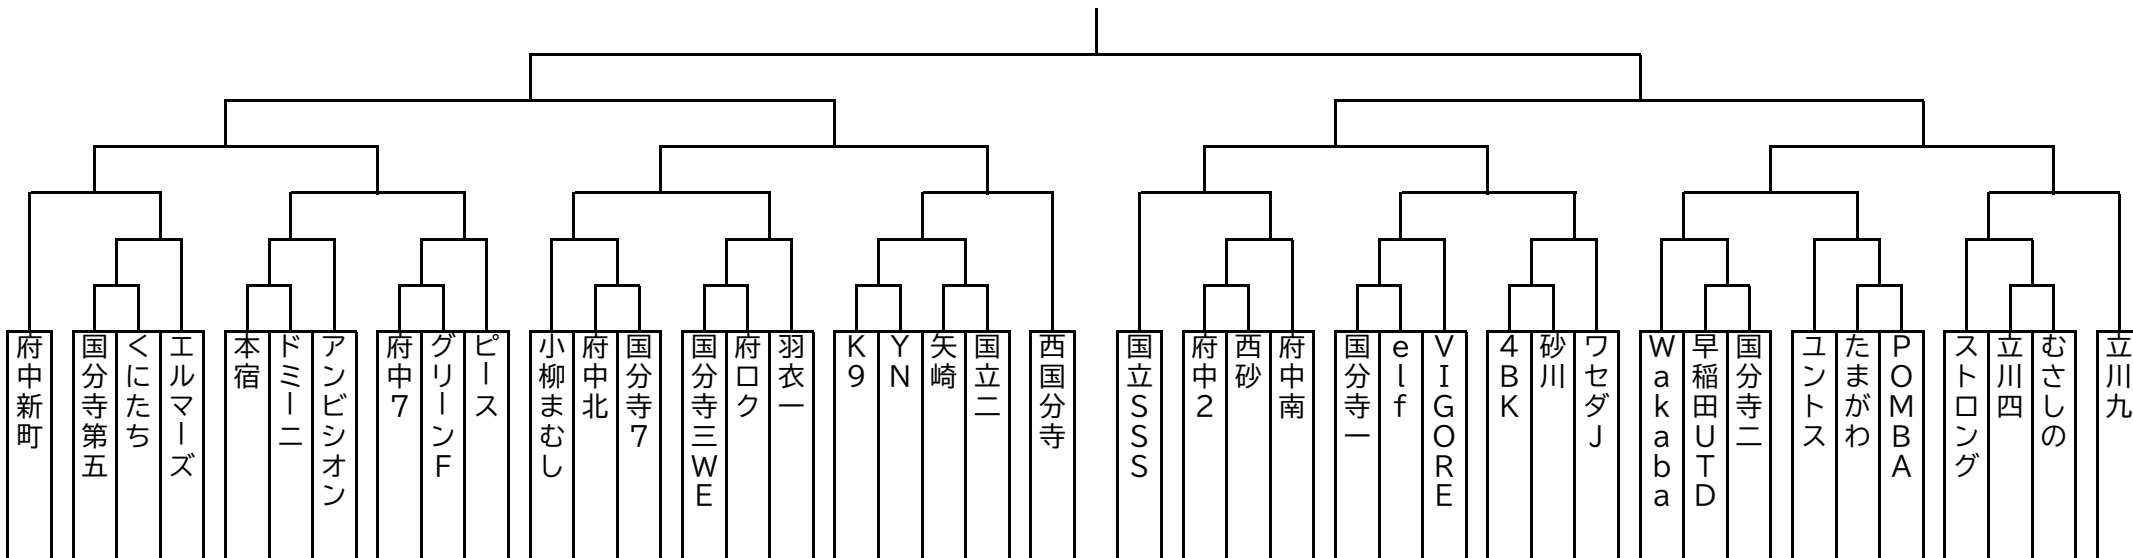 府中新町
国分寺第五
くにたち
エルマーズ
本宿
ドミーニ
アンビシオン
府中７
グリーンＦ
ピース
小柳まむし
府中北
国分寺７
国分寺三ＷＥ
府ロク
羽衣一
Ｋ９
ＹＮ
矢崎
国立二
西国分寺
国立ＳＳＳ
府中２
西砂
府中南
国分寺一
ｅｌｆ
ＶＩＧＯＲＥ
４ＢＫ
砂川
ワセダＪ
Ｗａｋａｂａ
早稲田ＵＴＤ
国分寺二
ユントス
たまがわ
ＰＯＭＢＡ
ストロング
立川四
むさしの
立川九